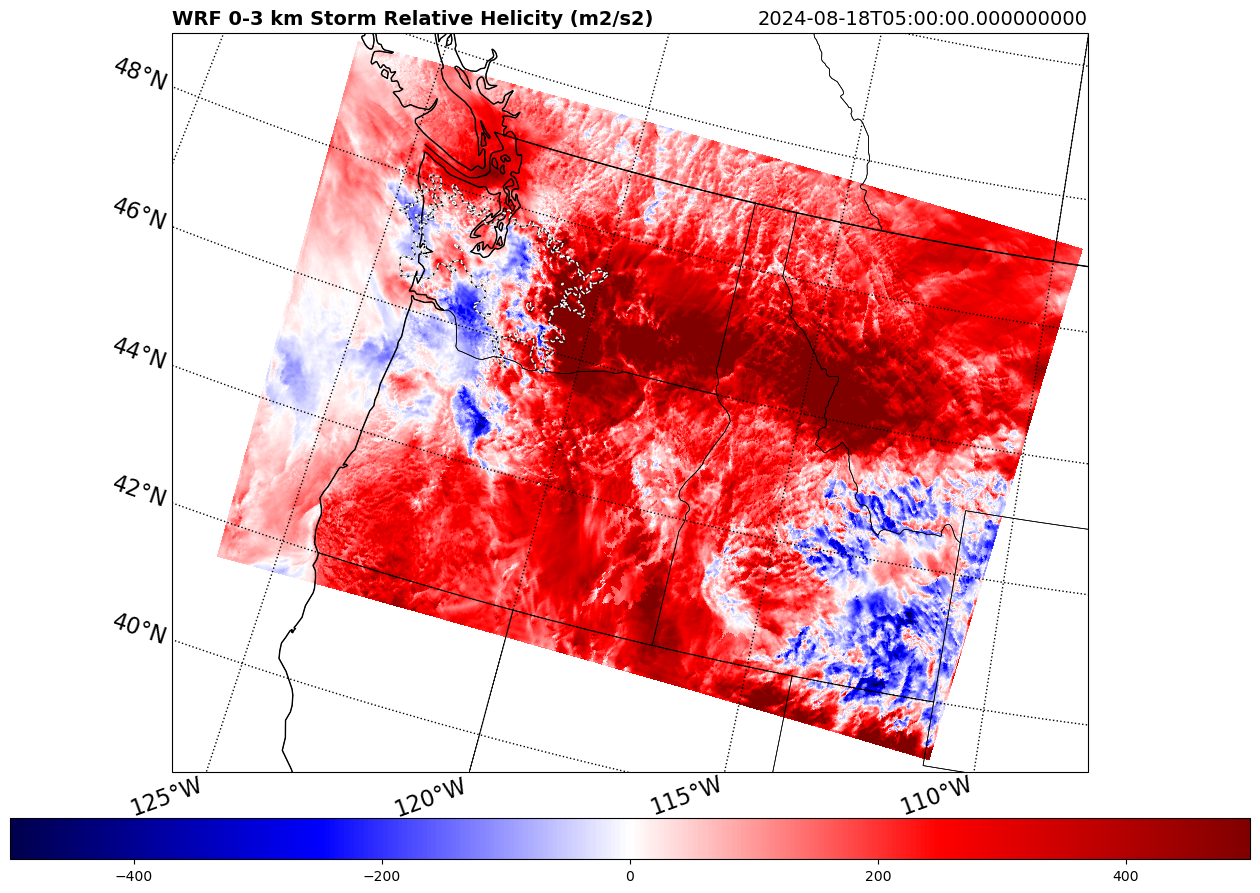 WRF 0-3 km Storm Relative Helicity (m2/s2) 2024-08-18T05:00:00.000000000
48°N
46°N
44°N
42°N
40°N
125°W 120°W 115°W 110°W
−400 −200 0 200 400